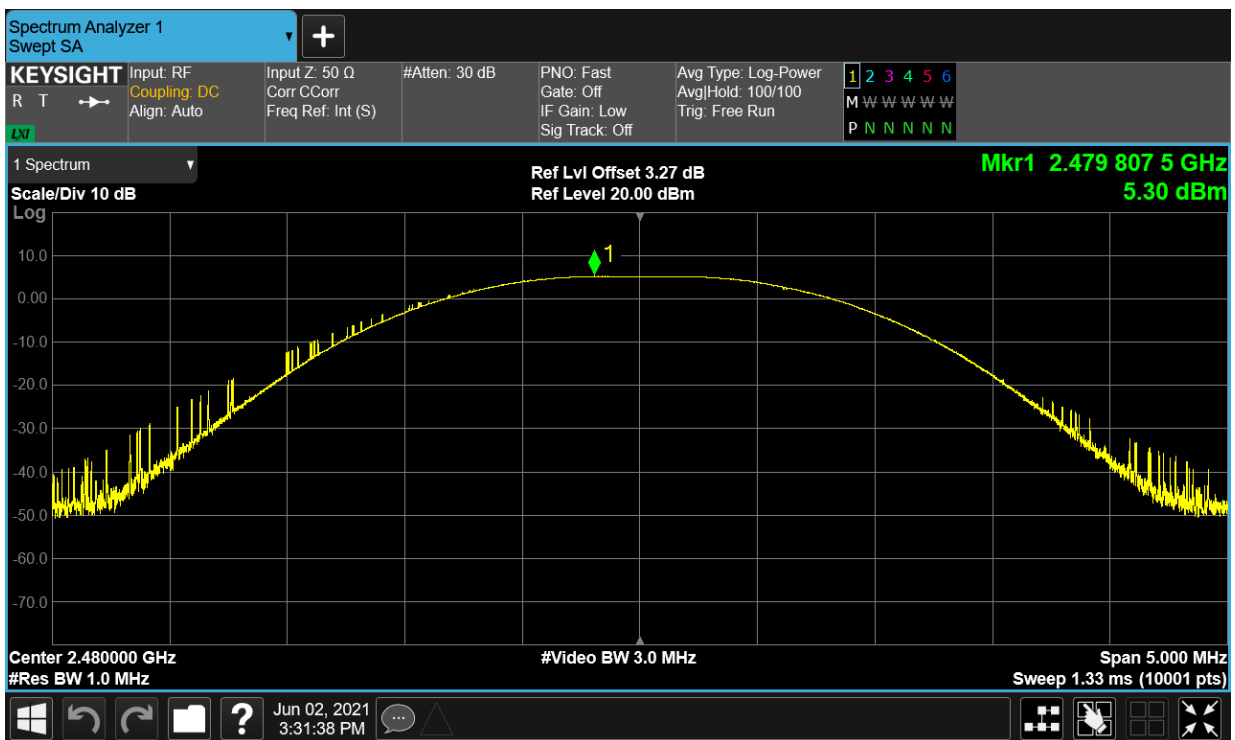 Spectrum Analyzer 1
Swept SA
KEYSIGHT
R T
LXI
Input: RF
Coupling: DC
Align: Auto
Input Z: 50 Ω
Corr CCorr
Freq Ref: Int (S)
#Atten: 30 dB
PNO: Fast
Gate: Off
IF Gain: Low
Sig Track: Off
Avg Type: Log-Power
Avg|Hold: 100/100
Trig: Free Run
1 2 3 4 5 6
M W W W W W
P N N N N N
1 Spectrum
Scale/Div 10 dB
Log
Ref Lvl Offset 3.27 dB
Ref Level 20.00 dBm
Mkr1 2.479 807 5 GHz
5.30 dBm
1
10.0
0.00
-10.0
-20.0
-30.0
-40.0
-50.0
-60.0
-70.0
Center 2.480000 GHz
#Res BW 1.0 MHz
#Video BW 3.0 MHz
Span 5.000 MHz
Sweep 1.33 ms (10001 pts)
?
Jun 02, 2021
3:31:38 PM